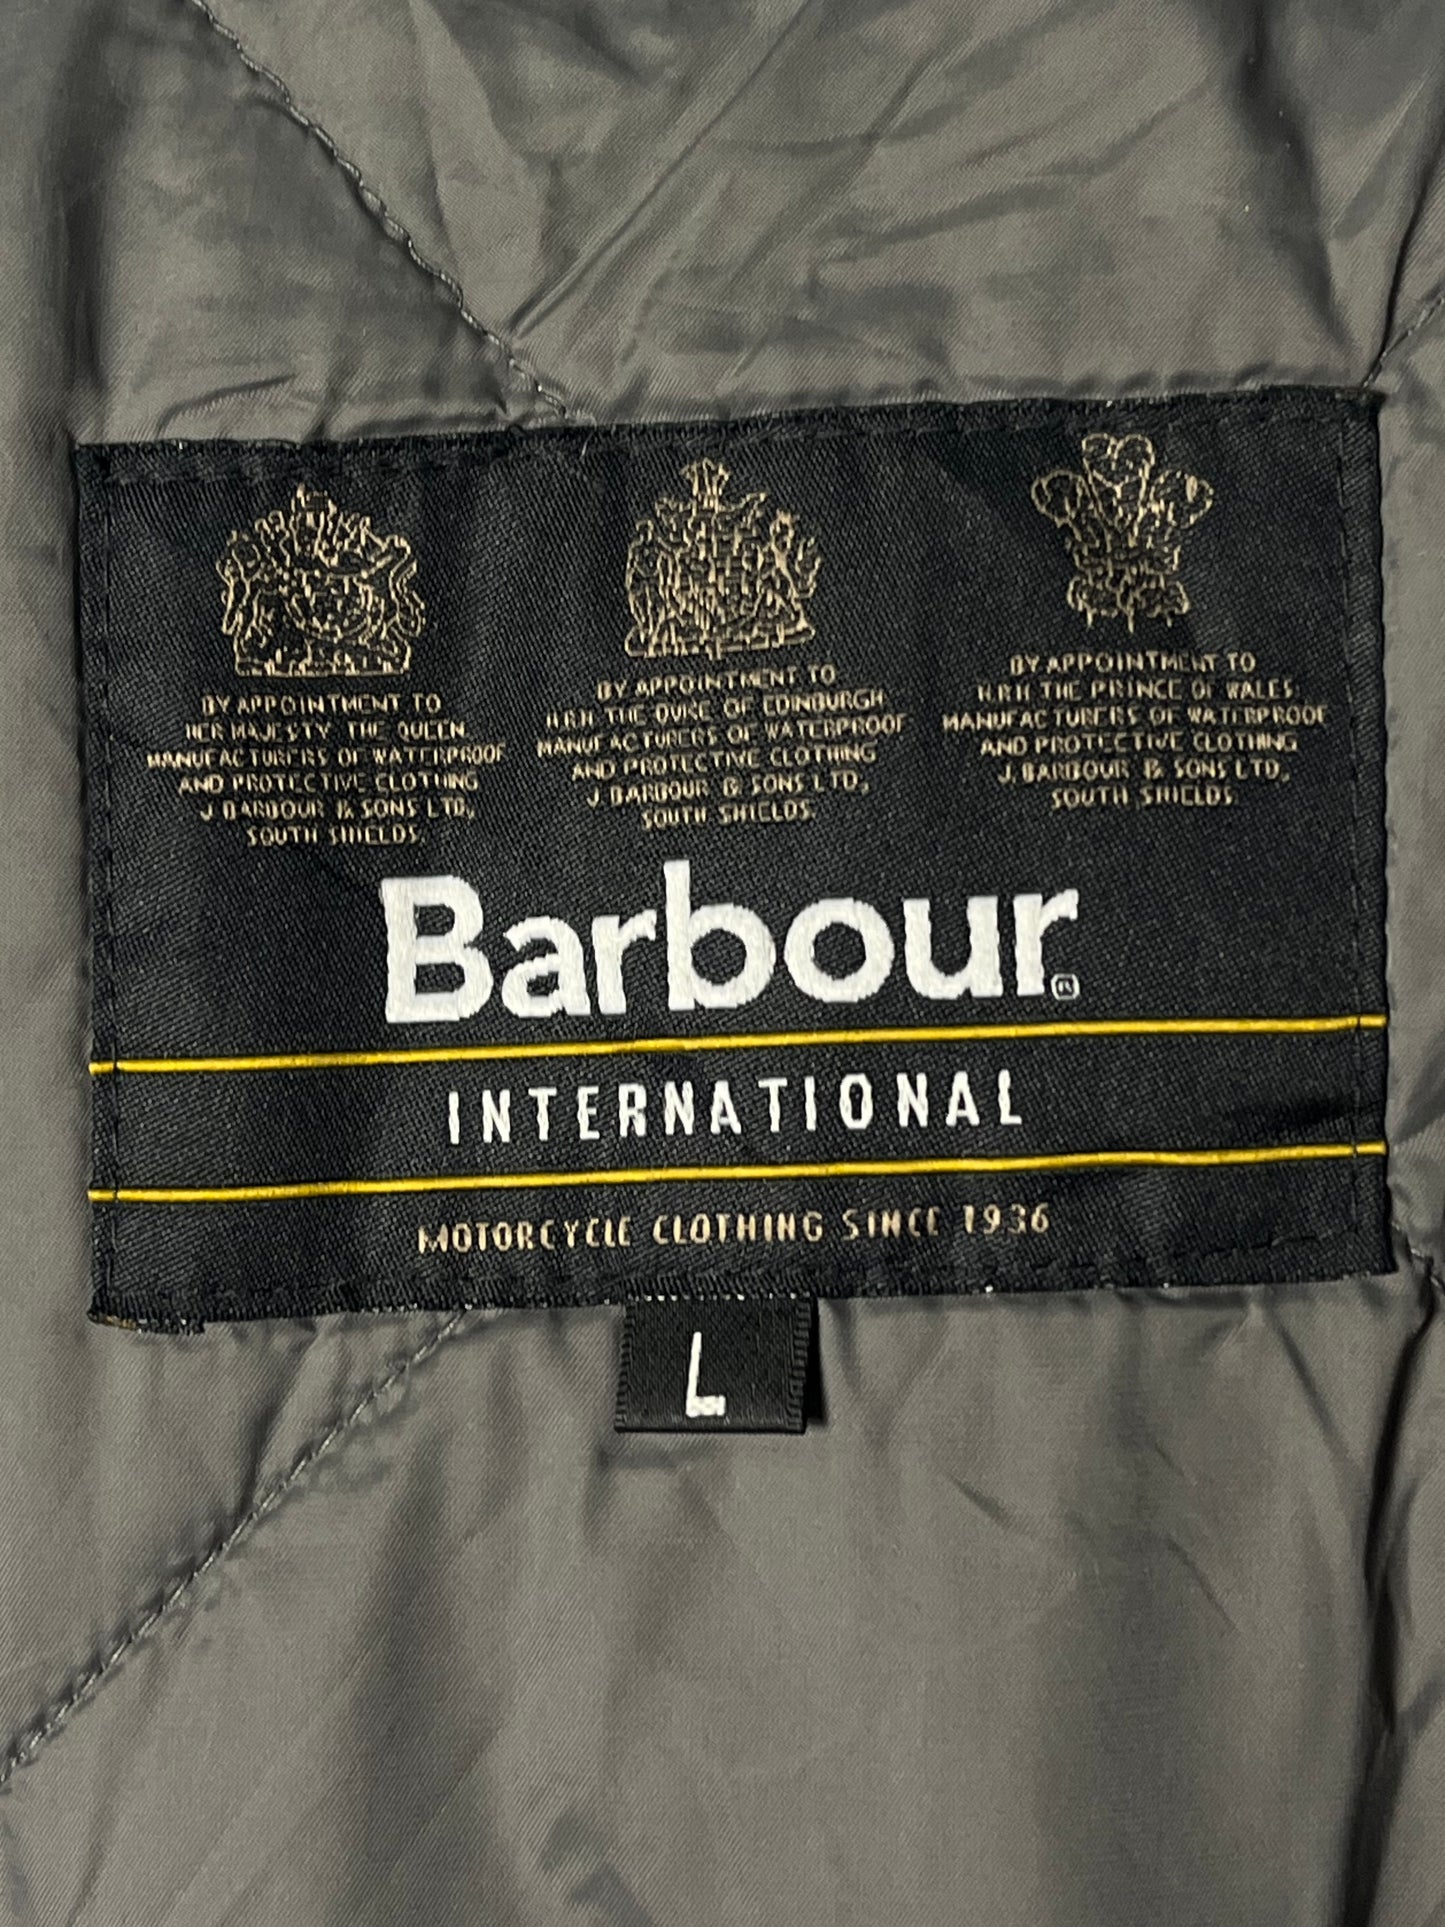 BY APPOINTMENT TO
HER MAJESTY THE QUEEN
MANUFACTURERS OF WATERPROOF
AND PROTECTIVE CLOTHING
J BARBOUR & SONS LTD,
SOUTH SHIELDS.
BY APPOINTMENT TO
H.R.H THE DUKE OF EDINBURGH
MANUFACTURERS OF WATERPROOF
AND PROTECTIVE CLOTHING
J BARBOUR & SONS LTD,
SOUTH SHIELDS.
BY APPOINTMENT TO
H.R.H THE PRINCE OF WALES
MANUFACTURERS OF WATERPROOF
AND PROTECTIVE CLOTHING
J. BARBOUR & SONS LTD,
SOUTH SHIELDS.
Barbour®
INTERNATIONAL
MOTORCYCLE CLOTHING SINCE 1936
L